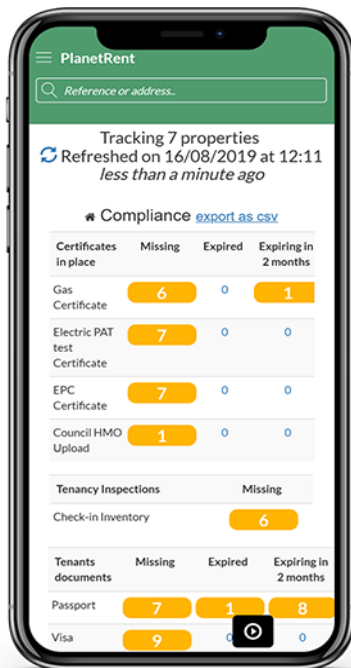 PlanetRent
Reference or address..
Tracking 7 properties
Refreshed on 16/08/2019 at 12:11
less than a minute ago
Compliance export as csv
Certificates in place Missing Expired Expiring in 2 months
Gas Certificate 6 0 1
Electric PAT test Certificate 7 0 0
EPC Certificate 7 0 0
Council HMO Upload 1 0 0
Tenancy Inspections Missing
Check-in Inventory 6
Tenants documents Missing Expired Expiring in 2 months
Passport 7 1 8
Visa 9 0 0